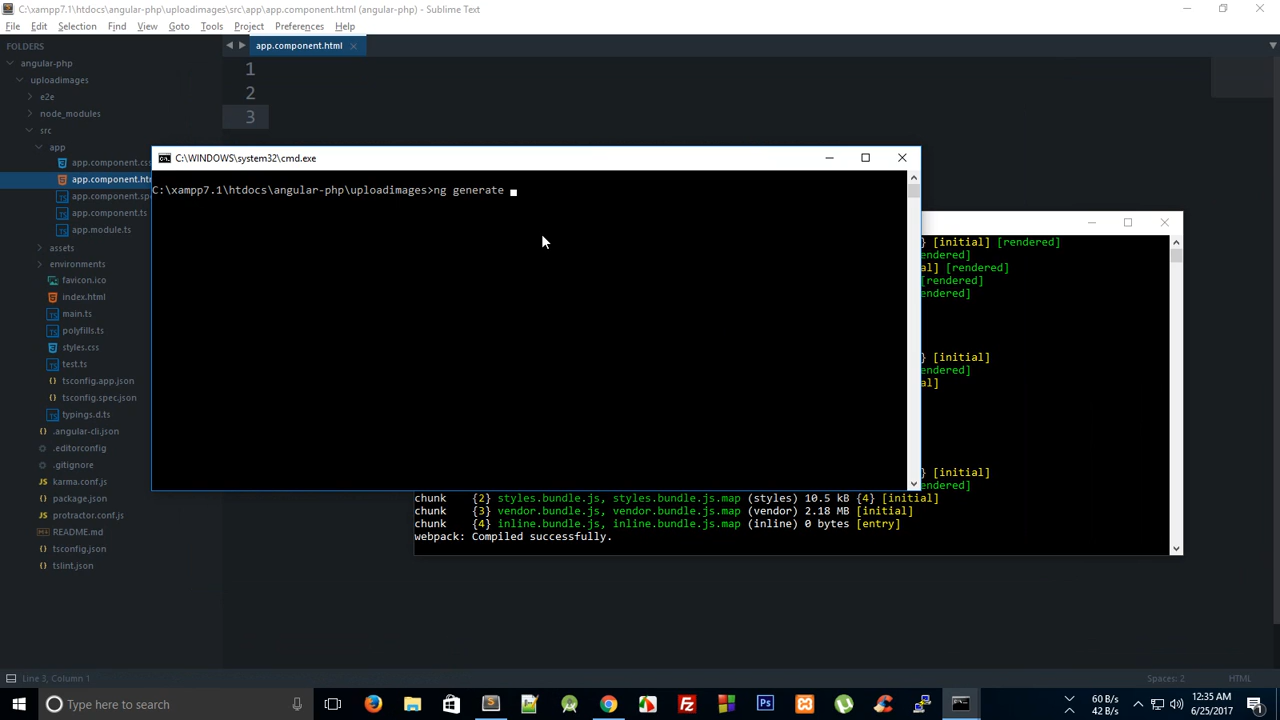 C:\xampp7.1\htdocs\angular-php\uploadimages\src\app\app.component.html (angular-php) - Sublime Text
File Edit Selection Find View Goto Tools Project Preferences Help
FOLDERS
app.component.html
angular-php
uploadimages
e2e
node_modules
src
app
app.component.css
app.component.htm
app.component.spe
app.component.ts
app.module.ts
assets
environments
favicon.ico
index.html
main.ts
polyfills.ts
styles.css
test.ts
tsconfig.app.json
tsconfig.spec.json
typings.d.ts
.angular-cli.json
.editorconfig
.gitignore
karma.conf.js
package.json
protractor.conf.js
README.md
tsconfig.json
tslint.json
1
2
3
C:\WINDOWS\system32\cmd.exe
C:\xampp7.1\htdocs\angular-php\uploadimages>ng generate
} [initial] [rendered]
endered]
al] [rendered]
[rendered]
endered]
} [initial]
endered]
al]
} [initial]
endered]
chunk {2} styles.bundle.js, styles.bundle.js.map (styles) 10.5 kB {4} [initial]
chunk {3} vendor.bundle.js, vendor.bundle.js.map (vendor) 2.18 MB [initial]
chunk {4} inline.bundle.js, inline.bundle.js.map (inline) 0 bytes [entry]
webpack: Compiled successfully.
Line 3, Column 1
Spaces: 2
HTML
Type here to search
60 B/s
42 B/s
12:35 AM
6/25/2017